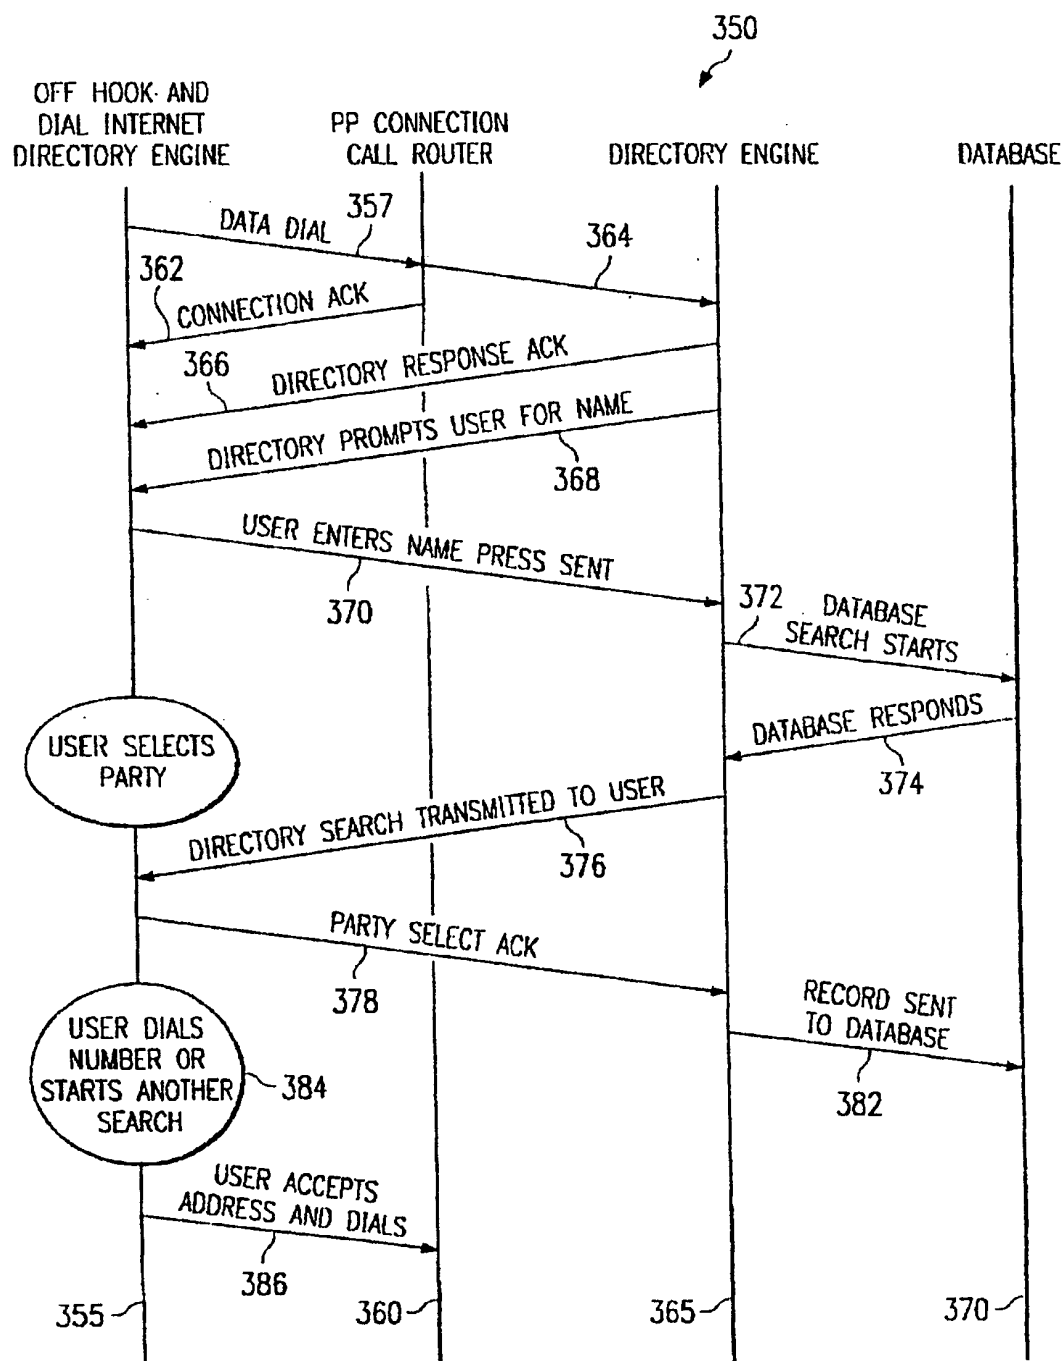 350
OFF HOOK AND
DIAL INTERNET
DIRECTORY ENGINE
PP CONNECTION
CALL ROUTER
DIRECTORY ENGINE
DATABASE
DATA DIAL
357
364
362
CONNECTION ACK
366
DIRECTORY RESPONSE ACK
DIRECTORY PROMPTS USER FOR NAME
368
USER ENTERS NAME PRESS SENT
370
372
DATABASE
SEARCH STARTS
DATABASE RESPONDS
374
USER SELECTS
PARTY
DIRECTORY SEARCH TRANSMITTED TO USER
376
PARTY SELECT ACK
378
RECORD SENT
TO DATABASE
382
USER DIALS
NUMBER OR
STARTS ANOTHER
SEARCH
384
USER ACCEPTS
ADDRESS AND DIALS
386
355
360
365
370